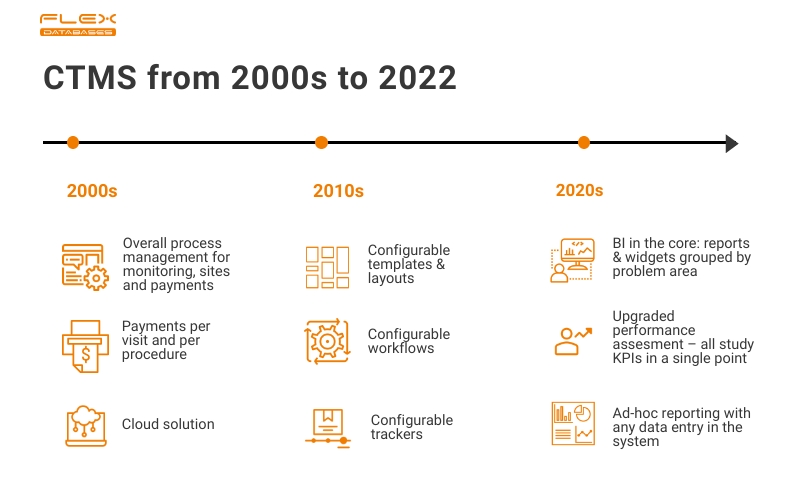 FLEX
DATABASES
CTMS from 2000s to 2022
2000s
2010s
2020s
Overall process
management for
monitoring, sites
and payments
Configurable
templates &
layouts
BI in the core: reports
& widgets grouped by
problem area
Payments per
visit and per
procedure
Configurable
workflows
Upgraded
performance
assesment – all study
KPIs in a single point
Cloud solution
Configurable
trackers
Ad-hoc reporting with
any data entry in the
system